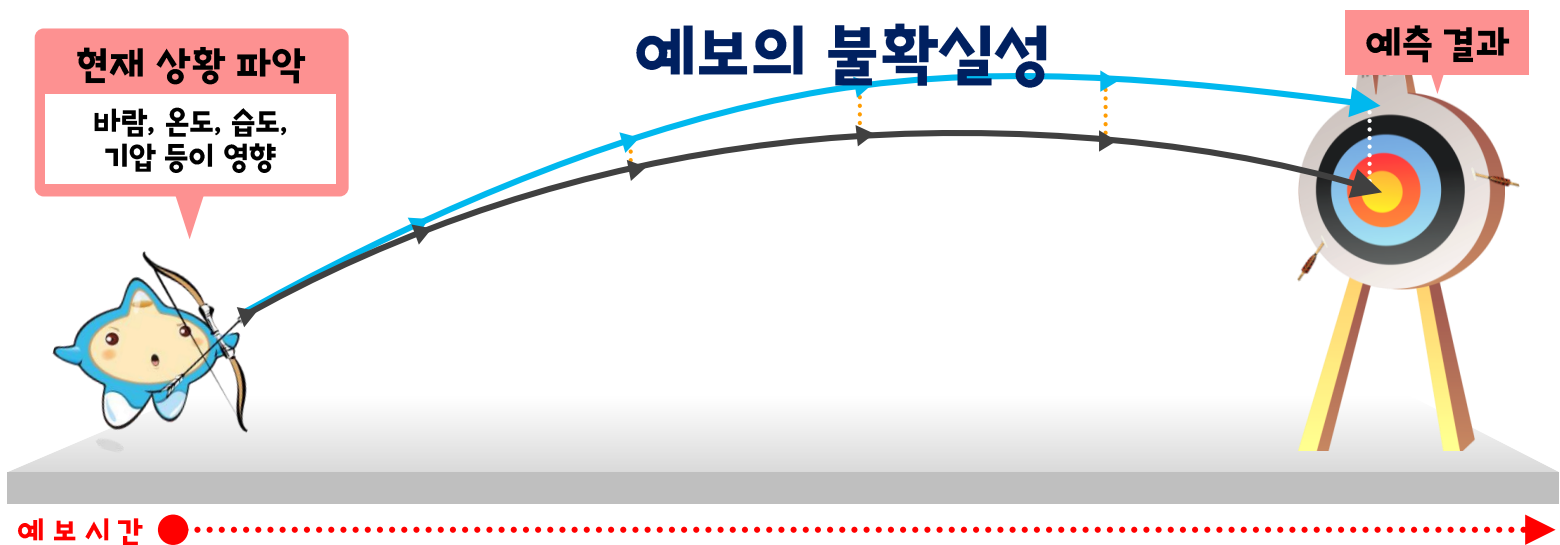 예보의 불확실성
현재 상황 파악
바람, 온도, 습도,
기압 등이 영향
예측 결과
예보시간